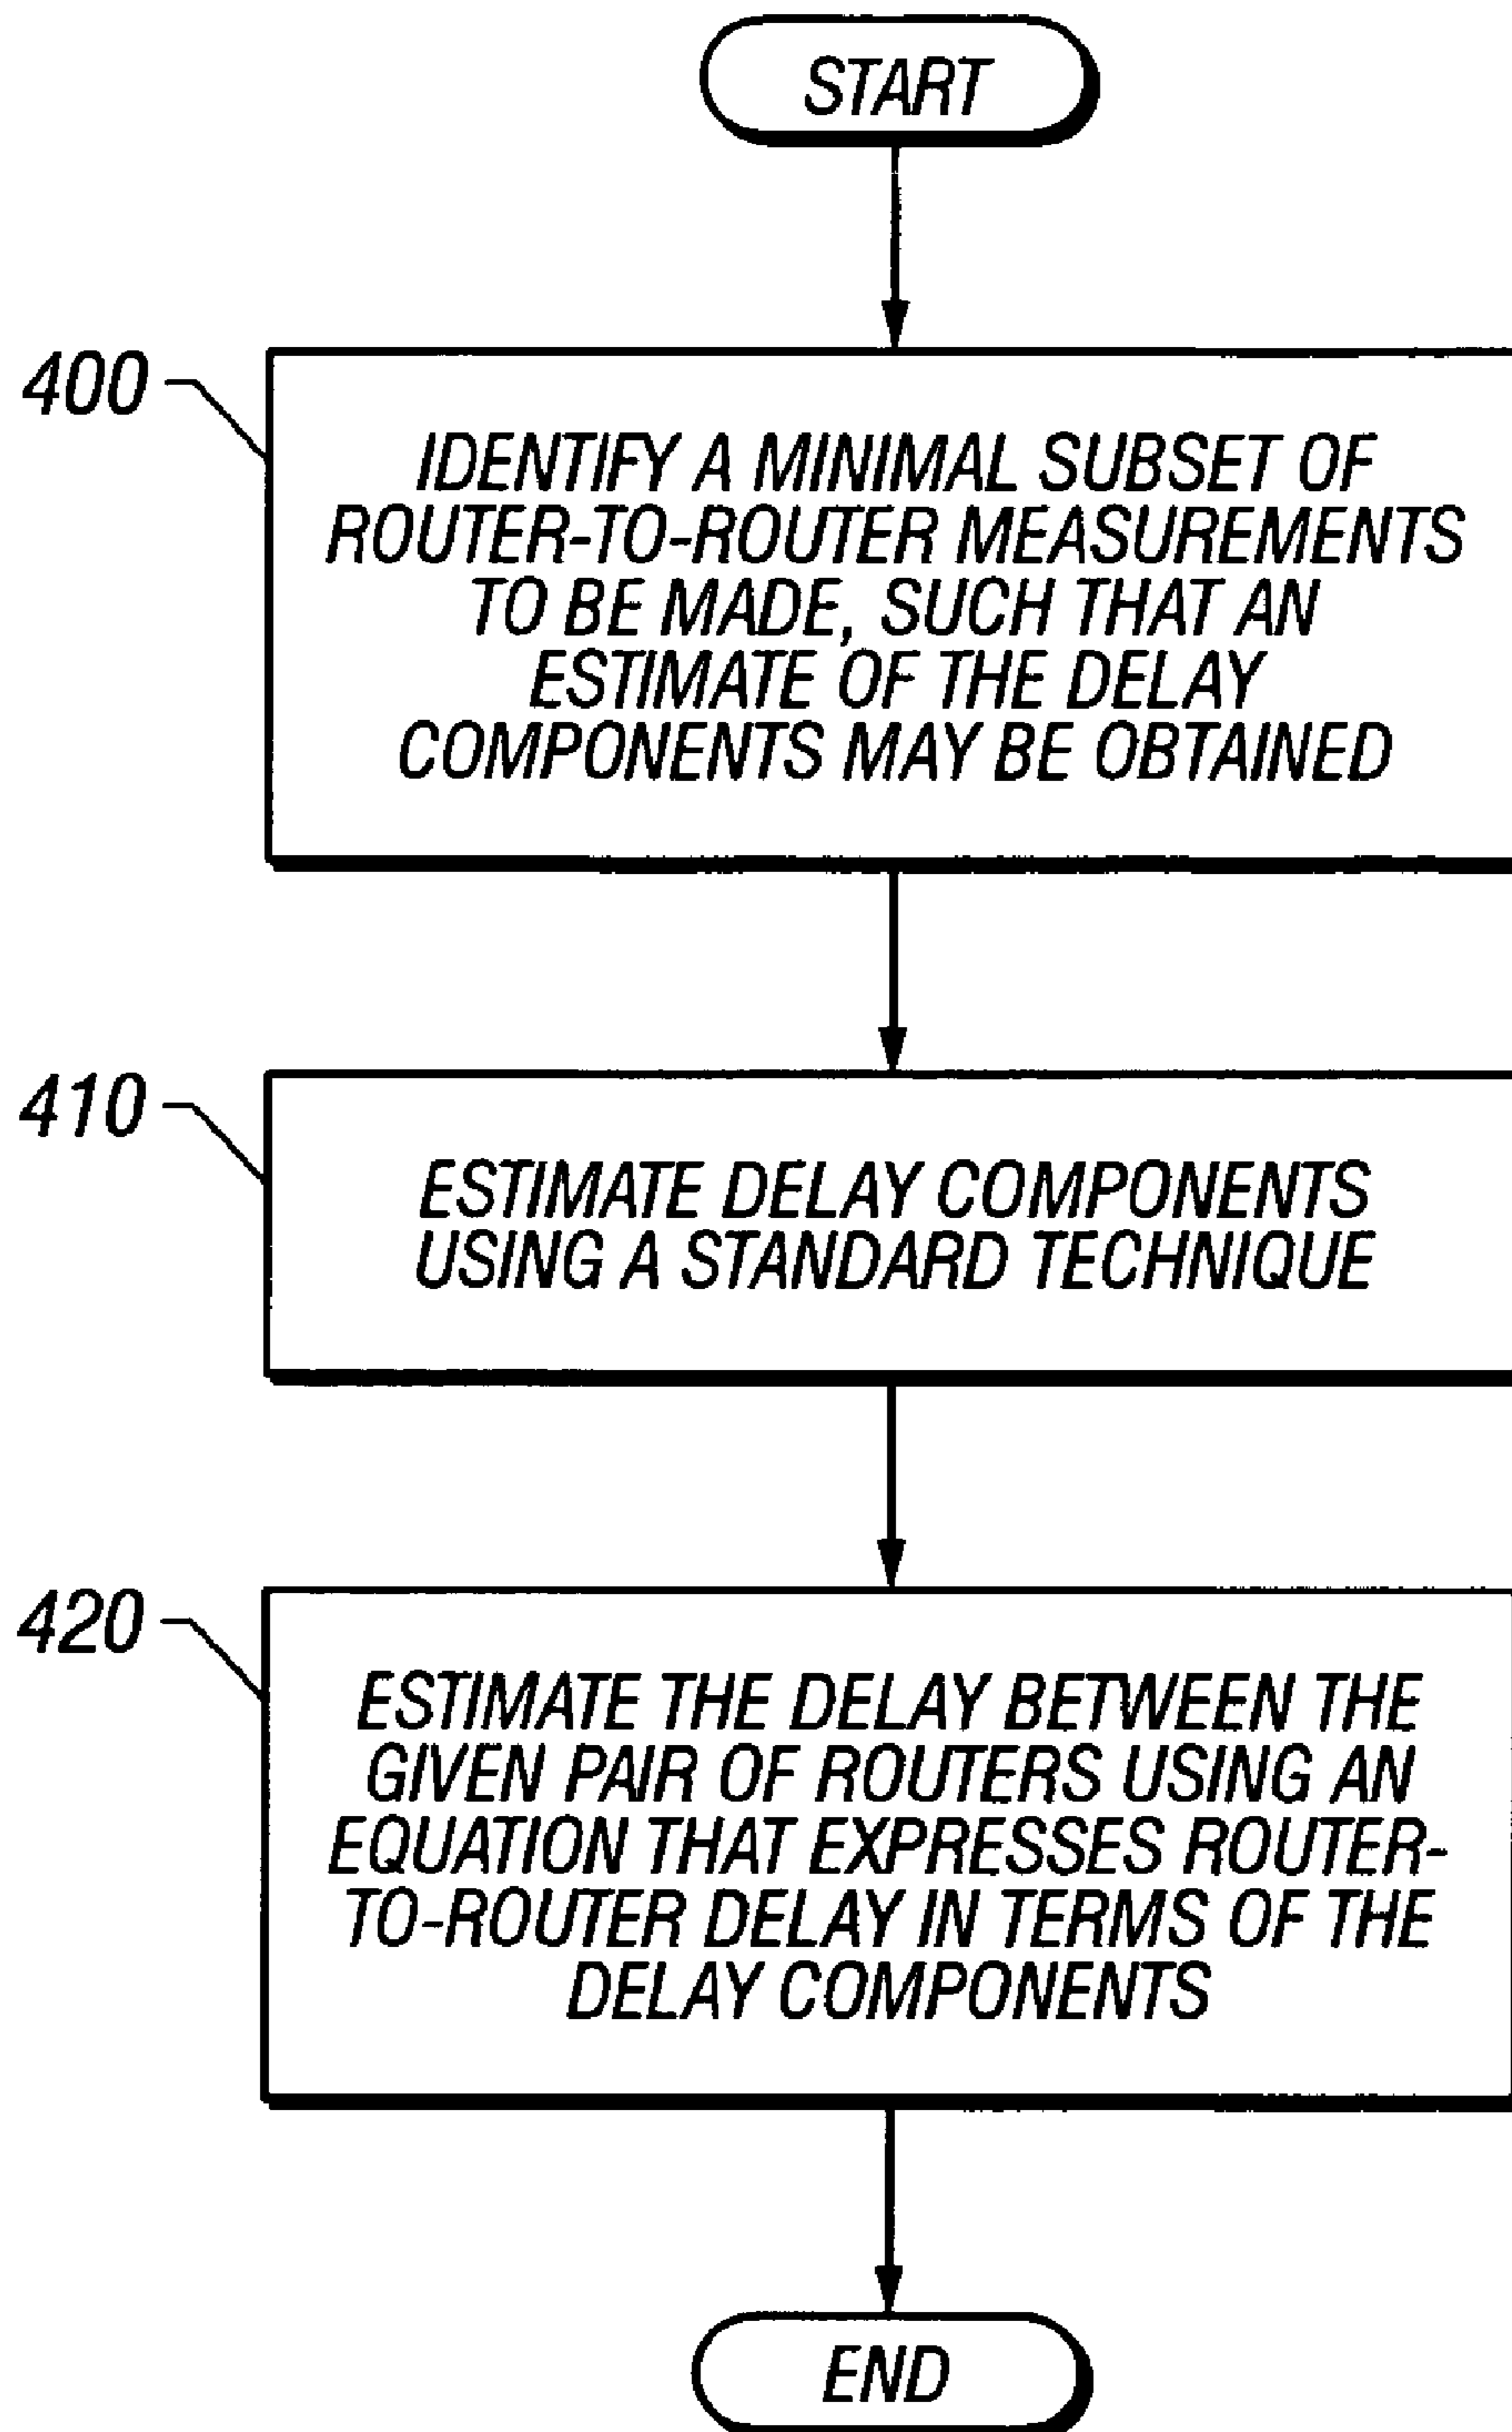 START
400
IDENTIFY A MINIMAL SUBSET OF
ROUTER-TO-ROUTER MEASUREMENTS
TO BE MADE, SUCH THAT AN
ESTIMATE OF THE DELAY
COMPONENTS MAY BE OBTAINED
410
ESTIMATE DELAY COMPONENTS
USING A STANDARD TECHNIQUE
420
ESTIMATE THE DELAY BETWEEN THE
GIVEN PAIR OF ROUTERS USING AN
EQUATION THAT EXPRESSES ROUTER-
TO-ROUTER DELAY IN TERMS OF THE
DELAY COMPONENTS
END